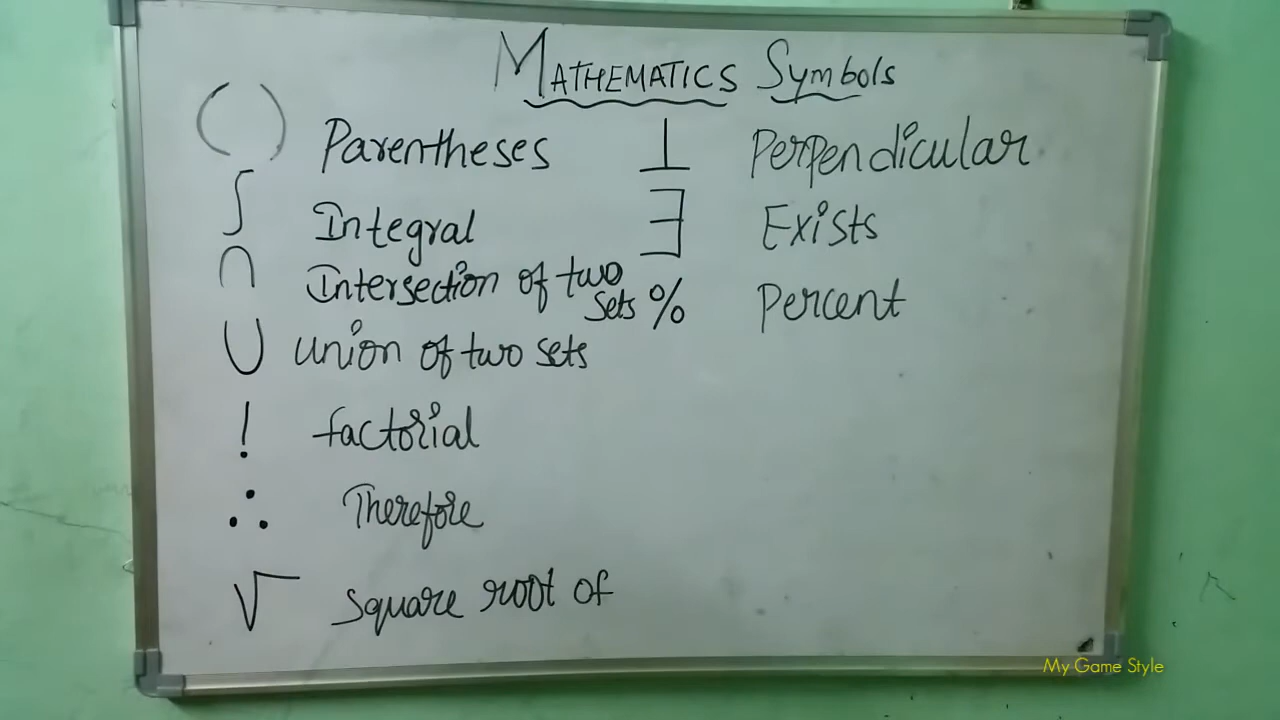 MATHEMATICS Symbols
( ) Parentheses
∫ Integral
∩ Intersection of two
Sets
∪ union of two sets
! factorial
∴ Therefore
√ square root of
⊥ Perpendicular
∃ Exists
% Percent
My Game Style